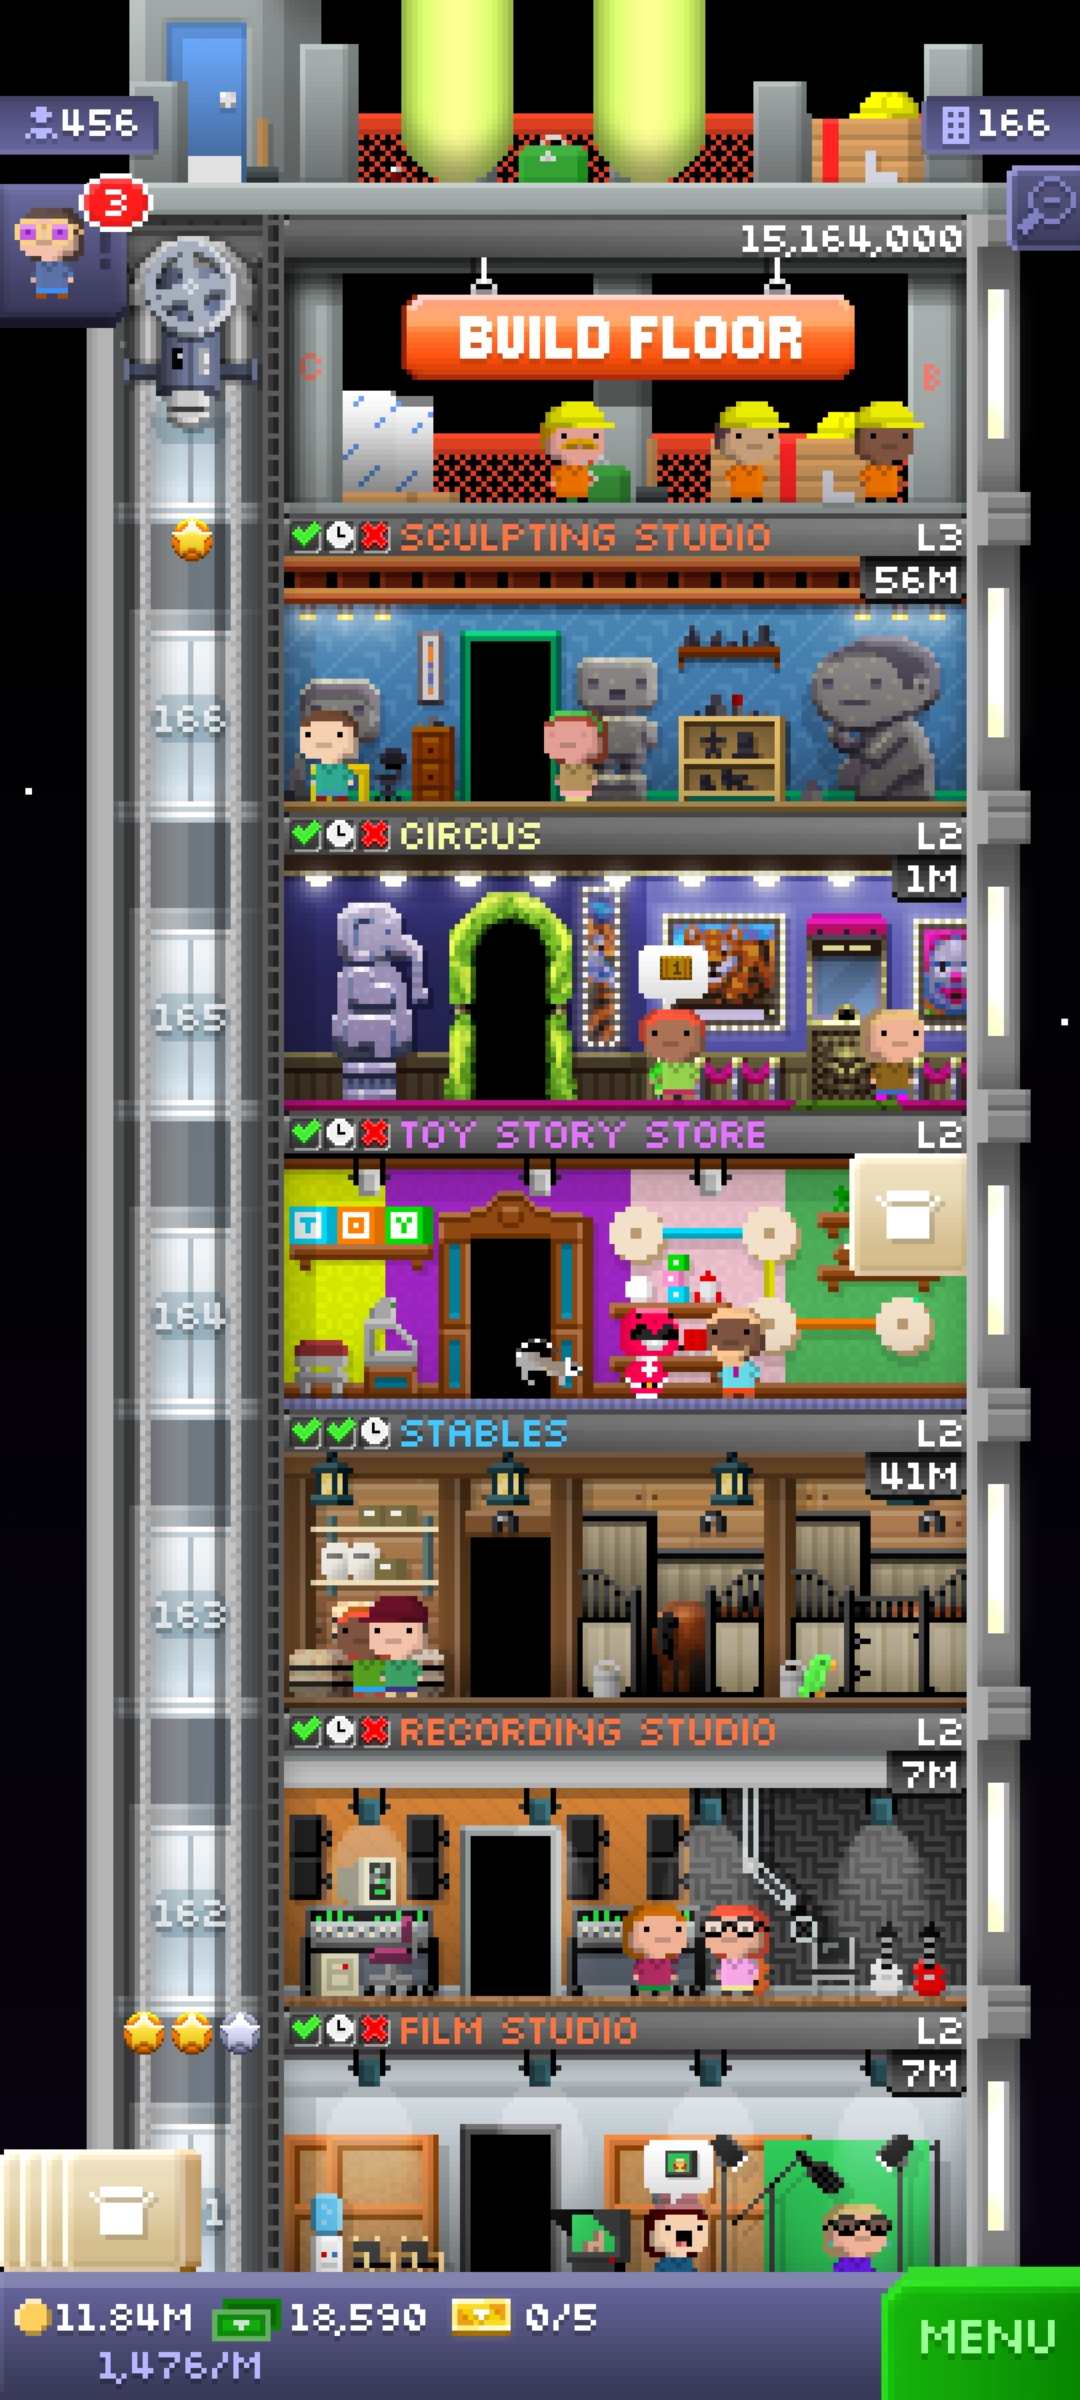 456
166
3
15,164,000
BUILD FLOOR
C
B
SCULPTING STUDIO L3
56M
166
CIRCUS L2
1M
1
165
TOY STORY STORE L2
T O Y
164
STABLES L2
41M
163
RECORDING STUDIO L2
7M
162
FILM STUDIO L2
7M
1
11.84M 18,590 0/5
1,476/M
MENU